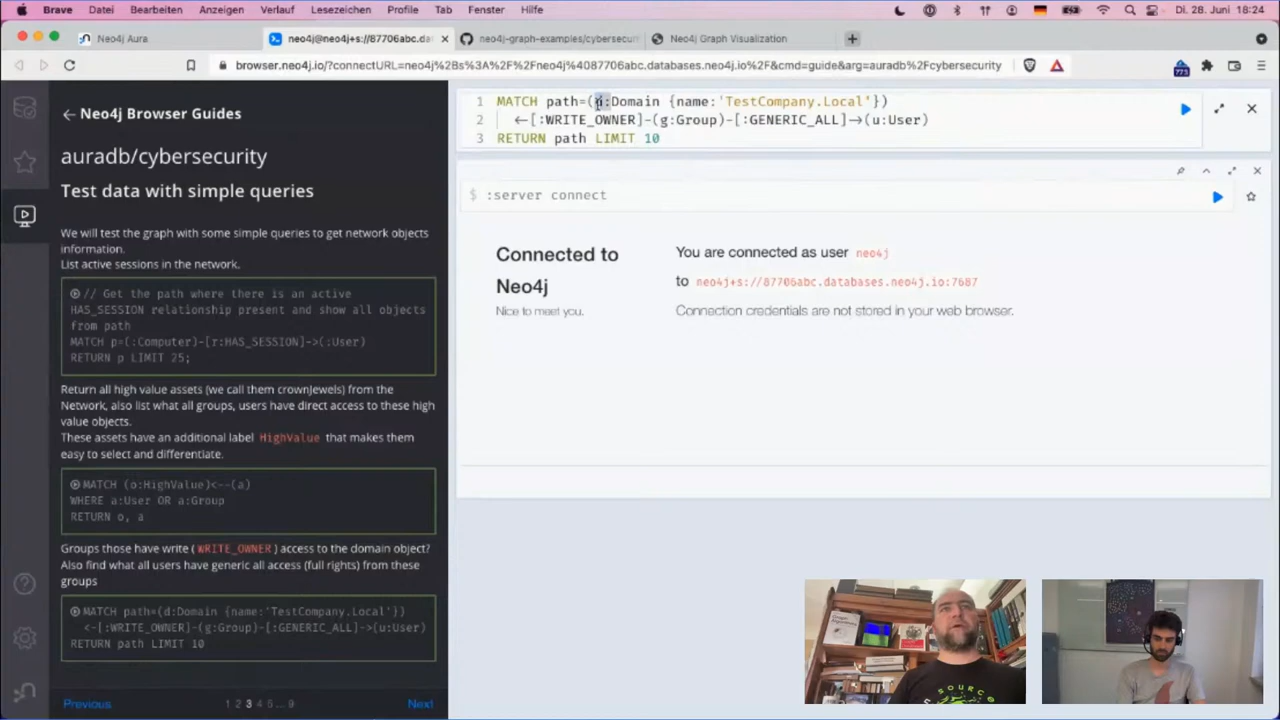 Brave Datei Bearbeiten Anzeigen Verlauf Lesezeichen Profile Tab Fenster Hilfe Di. 28. Juni 18:24
Neo4j Aura
neo4j@neo4j+s://87706abc.da
neo4j-graph-examples/cybersecuri
Neo4j Graph Visualization
browser.neo4j.io/?connectURL=neo4j%2Bs%3A%2F%2Fneo4j%4087706abc.databases.neo4j.io%2F&cmd=guide&arg=auradb%2Fcybersecurity
773
Neo4j Browser Guides
auradb/cybersecurity
Test data with simple queries
We will test the graph with some simple queries to get network objects
information.
List active sessions in the network.
// Get the path where there is an active
HAS_SESSION relationship present and show all objects
from path
MATCH p=(:Computer)-[r:HAS_SESSION]->(:User)
RETURN p LIMIT 25;
Return all high value assets (we call them crownJewels) from the
Network, also list what all groups, users have direct access to these high
value objects.
These assets have an additional label HighValue that makes them
easy to select and differentiate.
MATCH (o:HighValue)<--(a)
WHERE a:User OR a:Group
RETURN o, a
Groups those have write ( WRITE_OWNER ) access to the domain object?
Also find what all users have generic all access (full rights) from these
groups
MATCH path=(d:Domain {name:'TestCompany.Local'})
<-[:WRITE_OWNER]-(g:Group)-[:GENERIC_ALL]->(u:User)
RETURN path LIMIT 10
Previous 1 2 3 4 5 ... 9 Next
1 MATCH path=(d:Domain {name:'TestCompany.Local'})
2 <-[:WRITE_OWNER]-(g:Group)-[:GENERIC_ALL]->(u:User)
3 RETURN path LIMIT 10
$ :server connect
Connected to
Neo4j
Nice to meet you.
You are connected as user neo4j
to neo4j+s://87706abc.databases.neo4j.io:7687
Connection credentials are not stored in your web browser.